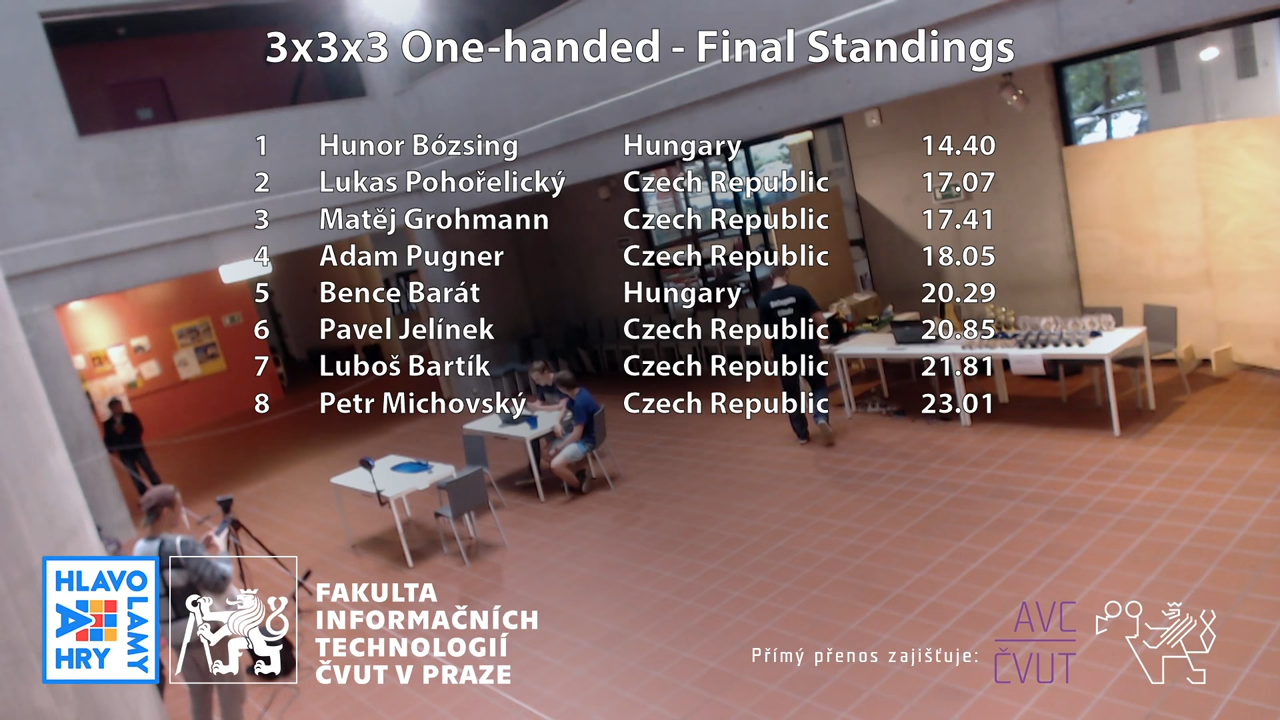 3x3x3 One-handed - Final Standings
1 Hunor Bózsing Hungary 14.40
2 Lukas Pohořelický Czech Republic 17.07
3 Matěj Grohmann Czech Republic 17.41
4 Adam Pugner Czech Republic 18.05
5 Bence Barát Hungary 20.29
6 Pavel Jelínek Czech Republic 20.85
7 Luboš Bartík Czech Republic 21.81
8 Petr Michovský Czech Republic 23.01
HLAVO
LAMY
HRY
FAKULTA
INFORMAČNÍCH
TECHNOLOGIÍ
ČVUT V PRAZE
Přímý přenos zajišťuje:
AVC
ČVUT